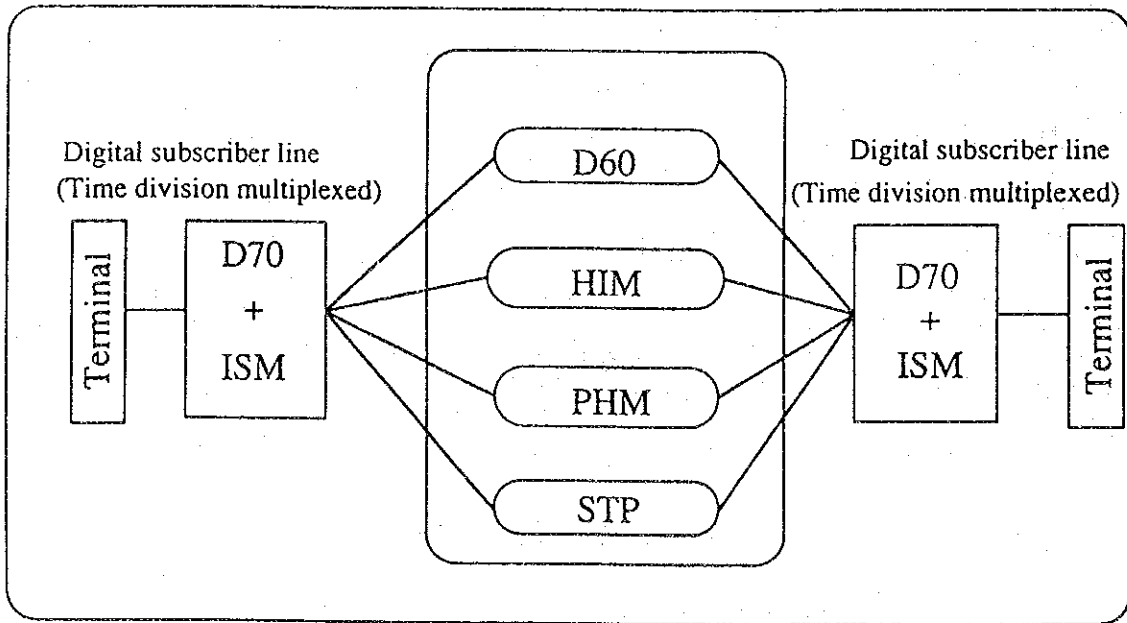 Digital subscriber line
(Time division multiplexed)
Terminal
D70
+
ISM
D60
HIM
PHM
STP
Digital subscriber line
(Time division multiplexed)
D70
+
ISM
Terminal